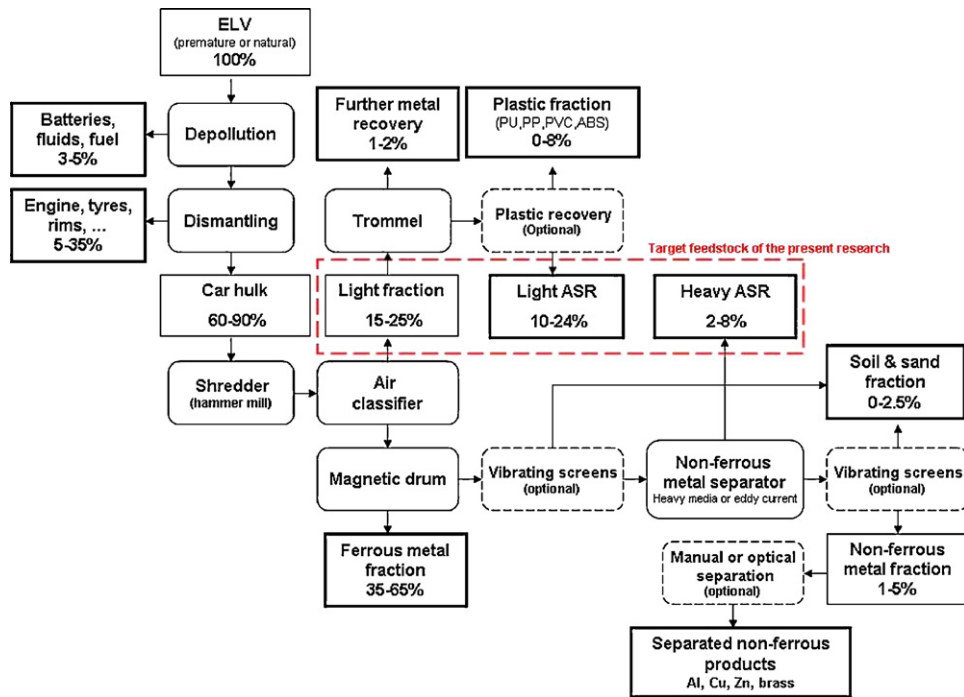 ELV
(premature or natural)
100%
Batteries,
fluids, fuel
3-5%
Depollution
Further metal
recovery
1-2%
Plastic fraction
(PU,PP,PVC,ABS)
0-8%
Engine, tyres,
rims, ...
5-35%
Dismantling
Trommel
Plastic recovery
(Optional)
Target feedstock of the present research
Car hulk
60-90%
Light fraction
15-25%
Light ASR
10-24%
Heavy ASR
2-8%
Shredder
(hammer mill)
Air
classifier
Soil & sand
fraction
0-2.5%
Magnetic drum
Vibrating screens
(optional)
Non-ferrous
metal separator
Heavy media or eddy current
Vibrating screens
(optional)
Ferrous metal
fraction
35-65%
Manual or optical
separation
(optional)
Non-ferrous
metal fraction
1-5%
Separated non-ferrous
products
Al, Cu, Zn, brass